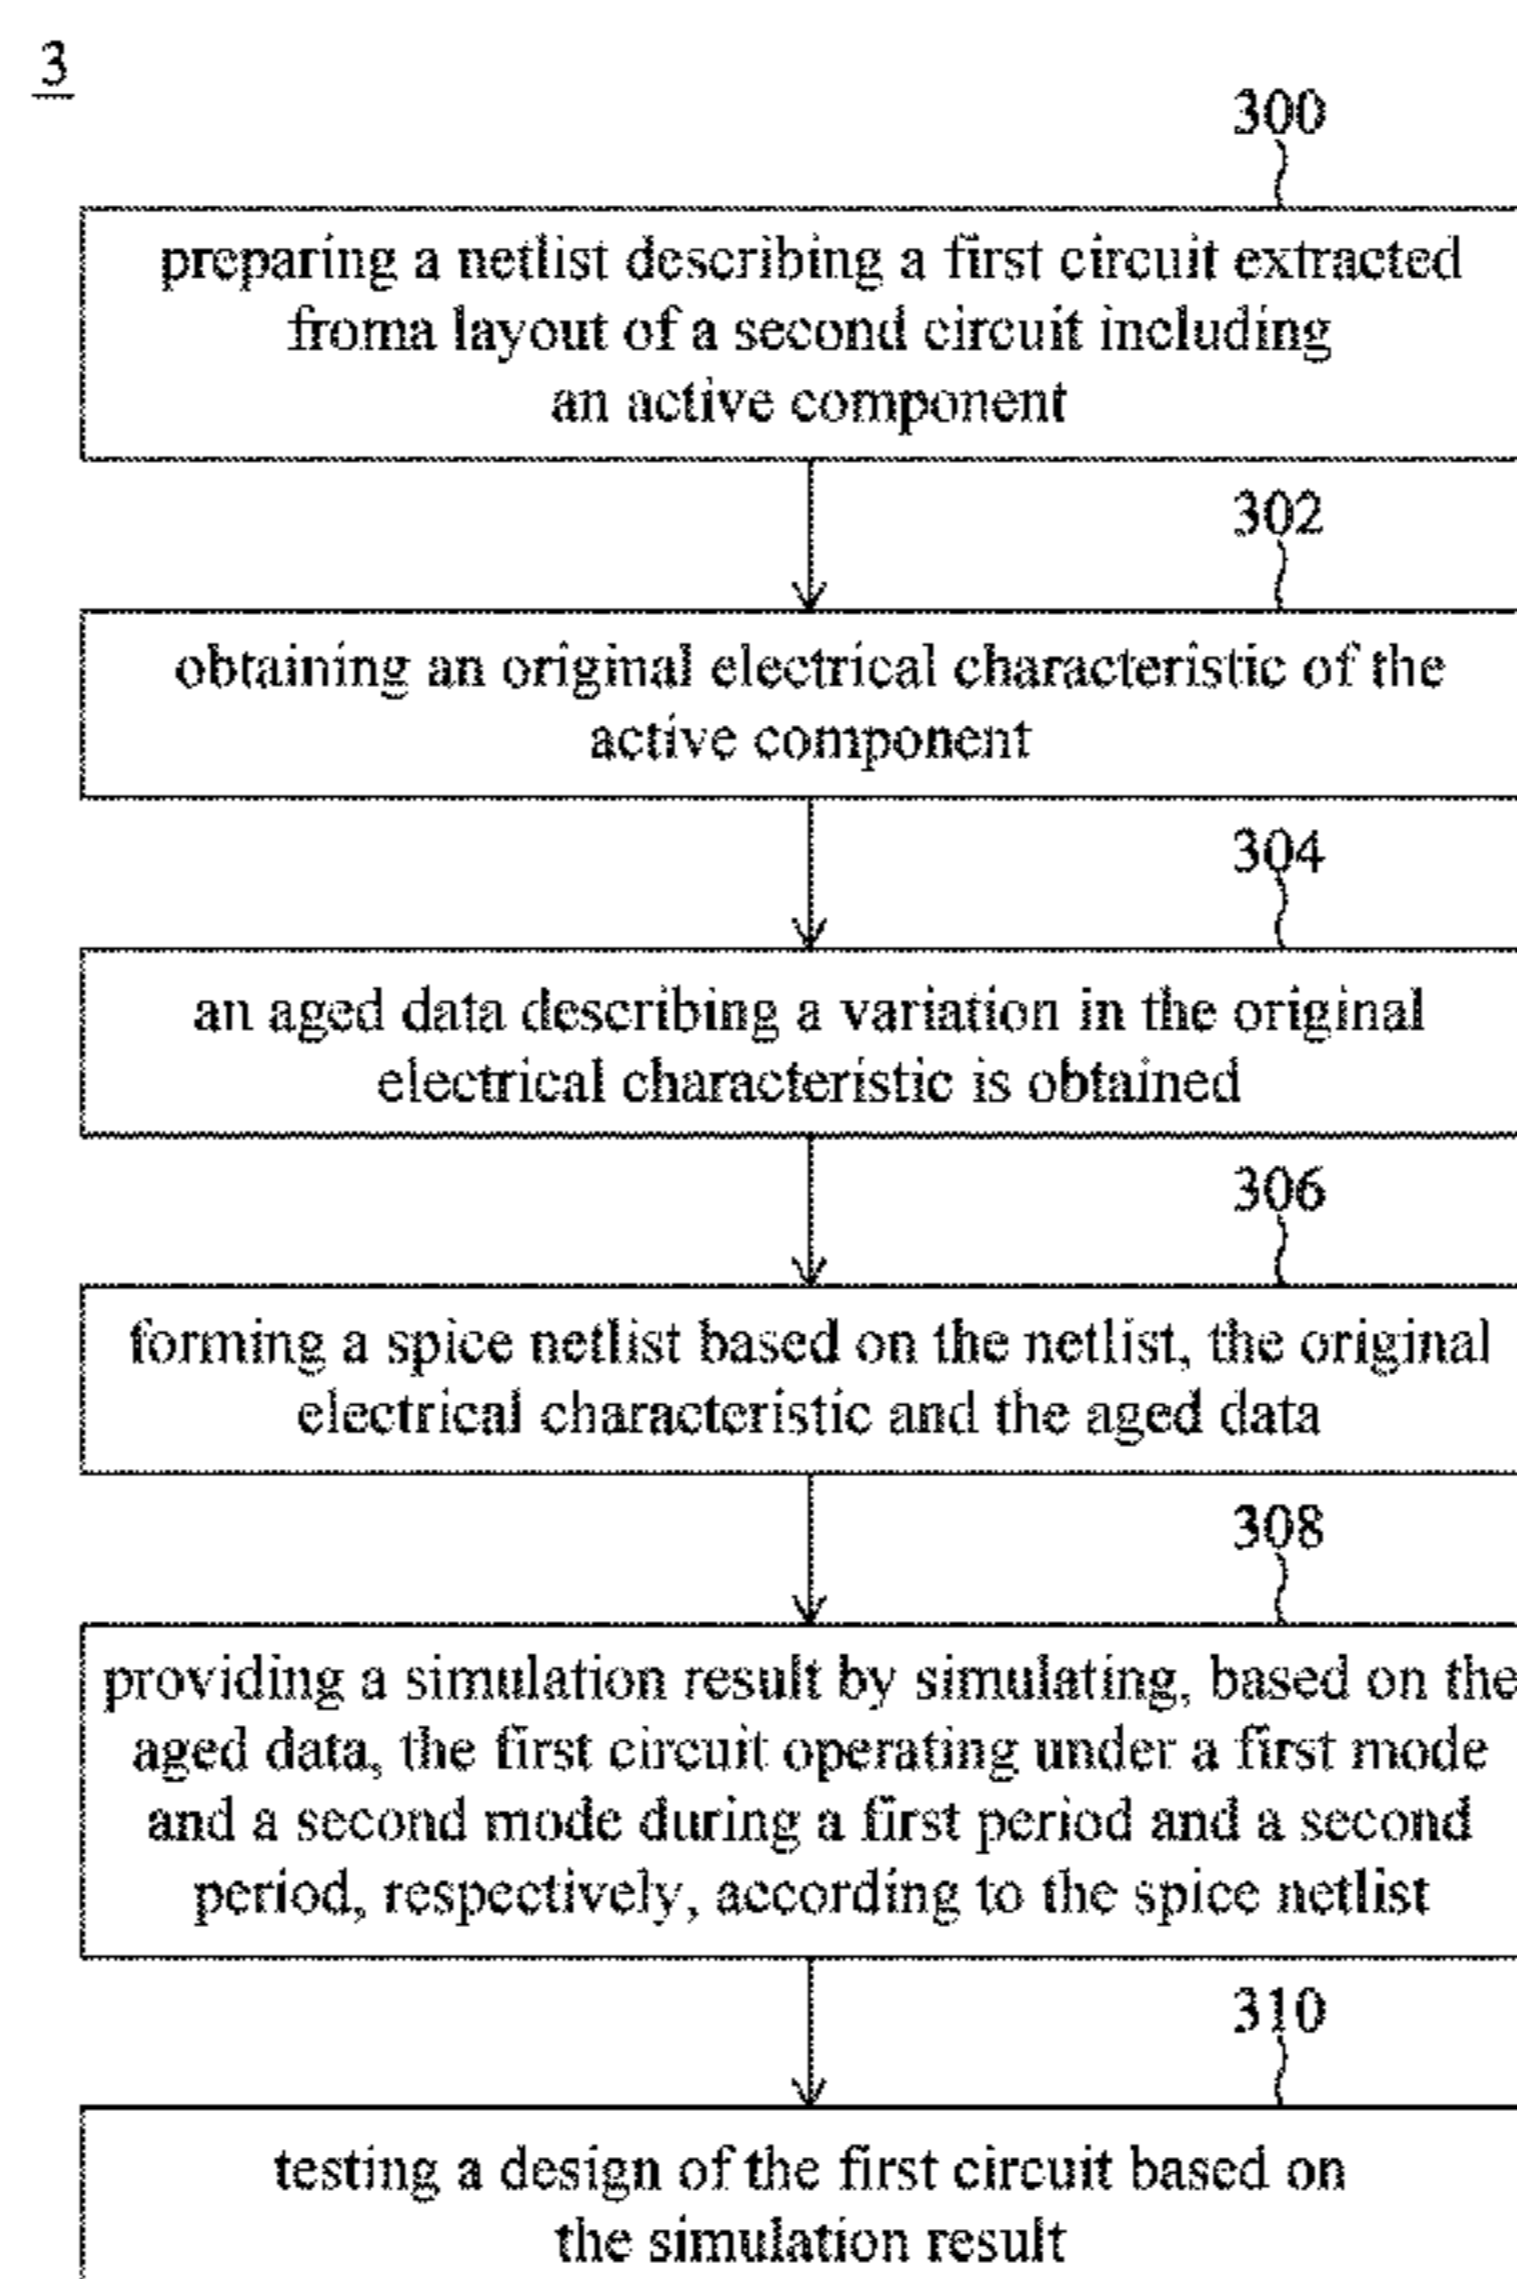 3
300
preparing a netlist describing a first circuit extracted
froma layout of a second circuit including
an active component
302
obtaining an original electrical characteristic of the
active component
304
an aged data describing a variation in the original
electrical characteristic is obtained
306
forming a spice netlist based on the netlist, the original
electrical characteristic and the aged data
308
providing a simulation result by simulating, based on the
aged data, the first circuit operating under a first mode
and a second mode during a first period and a second
period, respectively, according to the spice netlist
310
testing a design of the first circuit based on
the simulation result